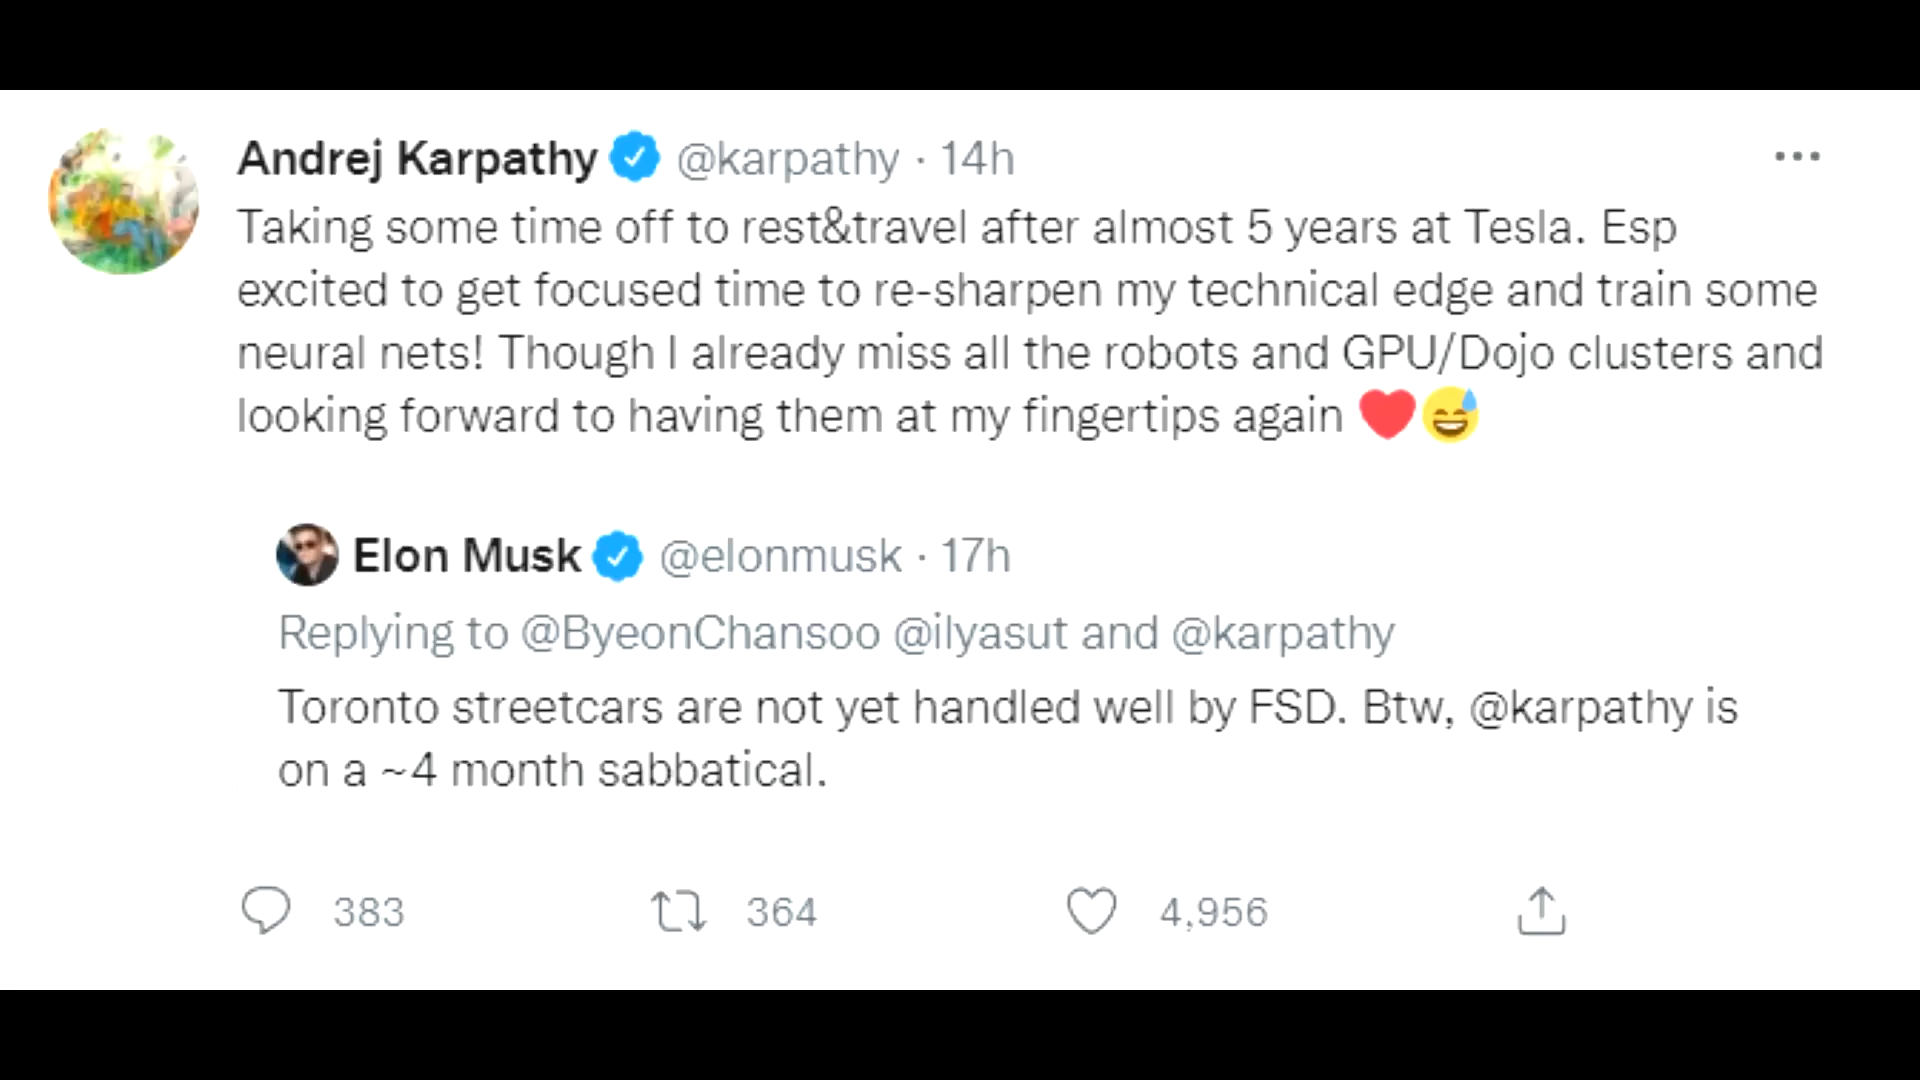 Andrej Karpathy @karpathy · 14h
Taking some time off to rest&travel after almost 5 years at Tesla. Esp
excited to get focused time to re-sharpen my technical edge and train some
neural nets! Though I already miss all the robots and GPU/Dojo clusters and
looking forward to having them at my fingertips again ❤️😅
Elon Musk @elonmusk · 17h
Replying to @ByeonChansoo @ilyasut and @karpathy
Toronto streetcars are not yet handled well by FSD. Btw, @karpathy is
on a ~4 month sabbatical.
383 364 4,956